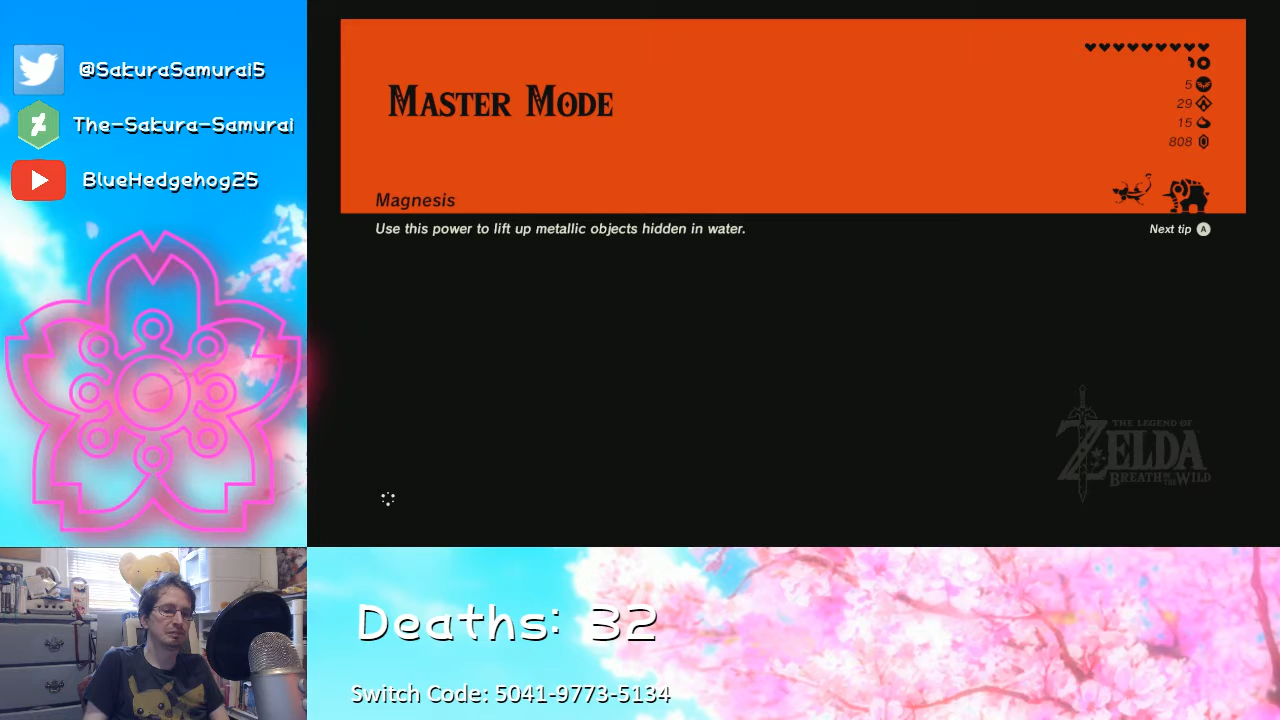 @SakuraSamurai5
The-Sakura-Samurai
BlueHedgehog25
MASTER MODE
5
29
15
808
Magnesis
Use this power to lift up metallic objects hidden in water.
Next tip A
THE LEGEND OF
ZELDA
BREATH OF THE WILD
Deaths: 32
Switch Code: 5041-9773-5134